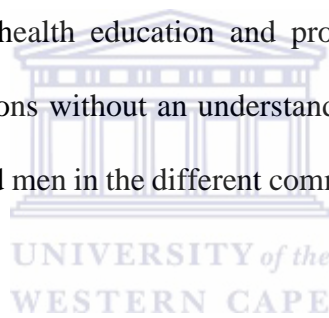 health education and pro
ons without an understand
d men in the different comm
UNIVERSITY of the
WESTERN CAPE